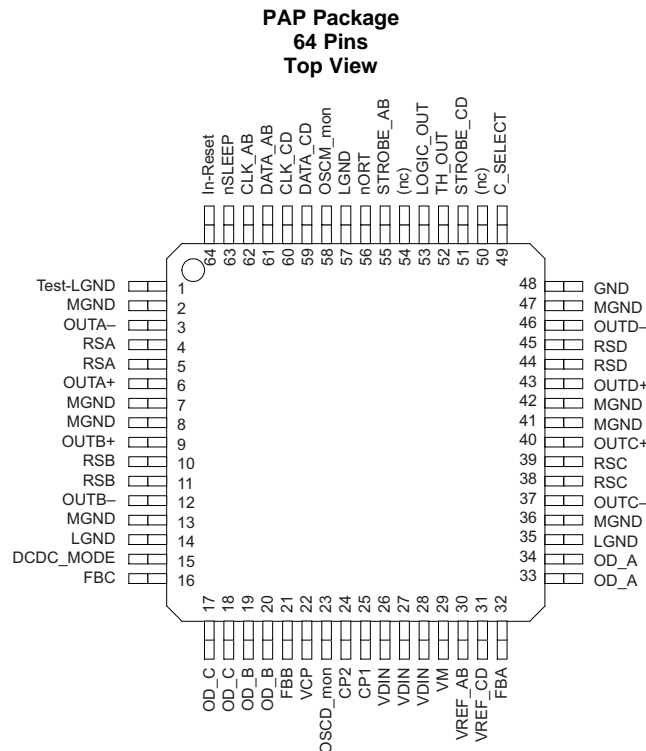 PAP Package
64 Pins
Top View
In-Reset
nSLEEP
CLK_AB
DATA_AB
CLK_CD
DATA_CD
OSCM_mon
LGND
nORT
STROBE_AB
(nc)
LOGIC_OUT
TH_OUT
STROBE_CD
(nc)
C_SELECT
64 63 62 61 60 59 58 57 56 55 54 53 52 51 50 49
Test-LGND 1 48 GND
MGND 2 47 MGND
OUTA– 3 46 OUTD–
RSA 4 45 RSD
RSA 5 44 RSD
OUTA+ 6 43 OUTD+
MGND 7 42 MGND
MGND 8 41 MGND
OUTB+ 9 40 OUTC+
RSB 10 39 RSC
RSB 11 38 RSC
OUTB– 12 37 OUTC–
MGND 13 36 MGND
LGND 14 35 LGND
DCDC_MODE 15 34 OD_A
FBC 16 33 OD_A
17 18 19 20 21 22 23 24 25 26 27 28 29 30 31 32
OD_C
OD_C
OD_B
OD_B
FBB
VCP
OSCD_mon
CP2
CP1
VDIN
VDIN
VDIN
VM
VREF_AB
VREF_CD
FBA